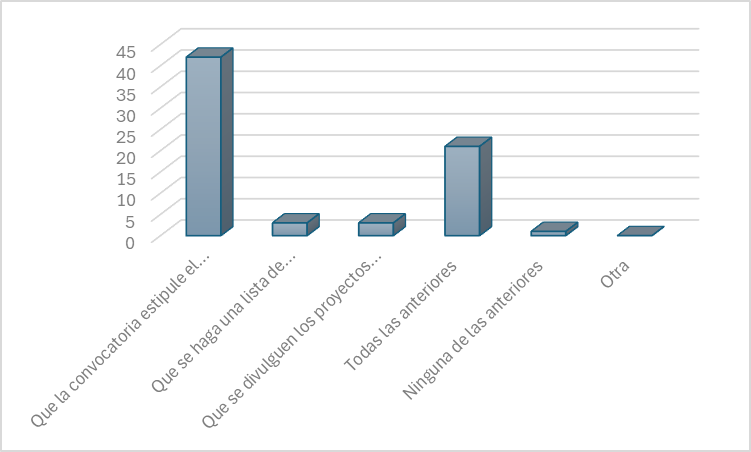 45
40
35
30
25
20
15
10
5
0
Que la convocatoria estipule el...
Que se haga una lista de...
Que se divulguen los proyectos...
Todas las anteriores
Ninguna de las anteriores
Otra